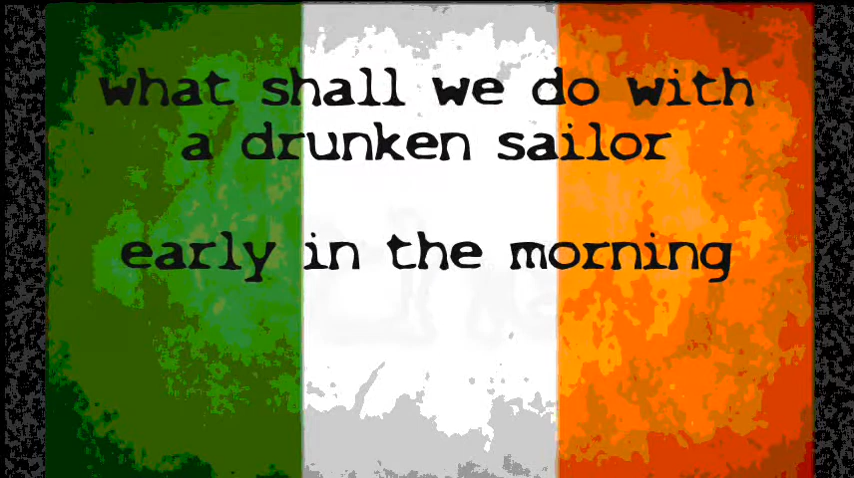 what shall we do with
a drunken sailor
early in the morning